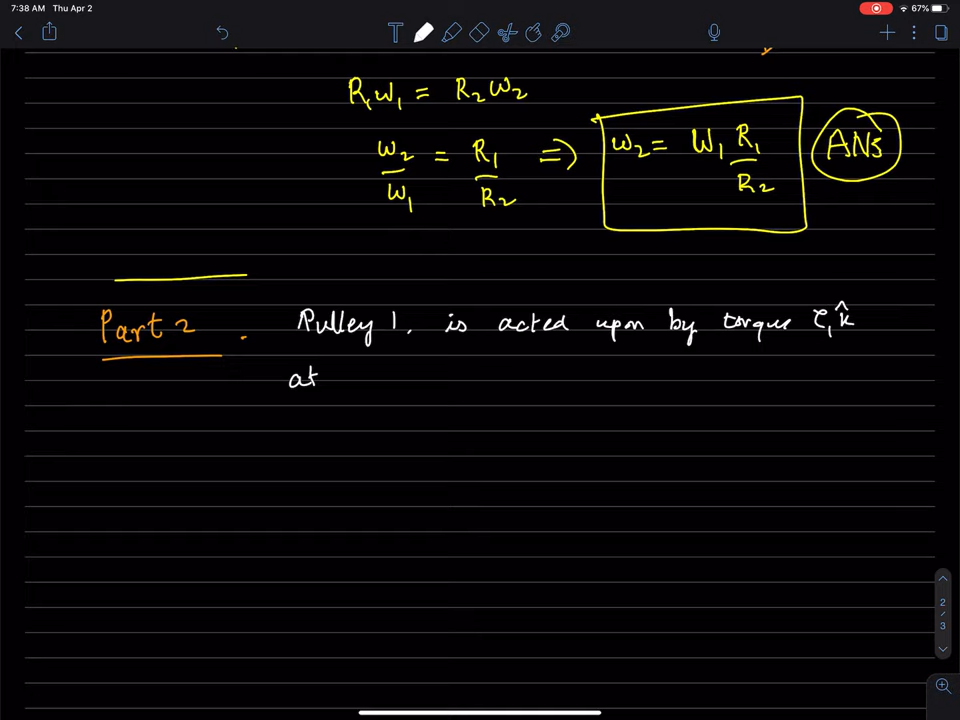 7:38 AM Thu Apr 2
67%
R₁ω₁ = R₂ω₂
ω₂/ω₁ = R₁/R₂ => ω₂ = ω₁ R₁/R₂ ANS
Part 2 . Pulley 1, is acted upon by torque τ₁k̂
at
2/3